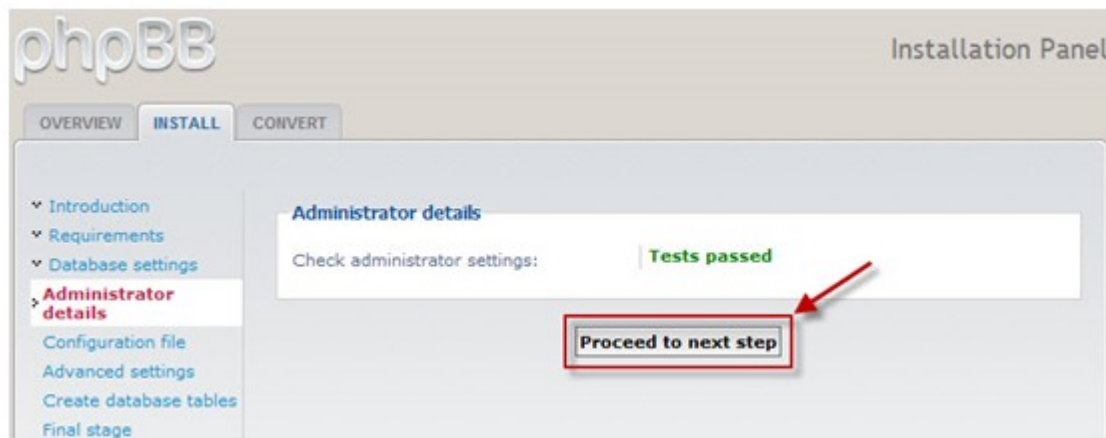 phpBB
Installation Panel
OVERVIEW INSTALL CONVERT
Introduction
Requirements
Database settings
Administrator
details
Configuration file
Advanced settings
Create database tables
Final stage
Administrator details
Check administrator settings: Tests passed
Proceed to next step